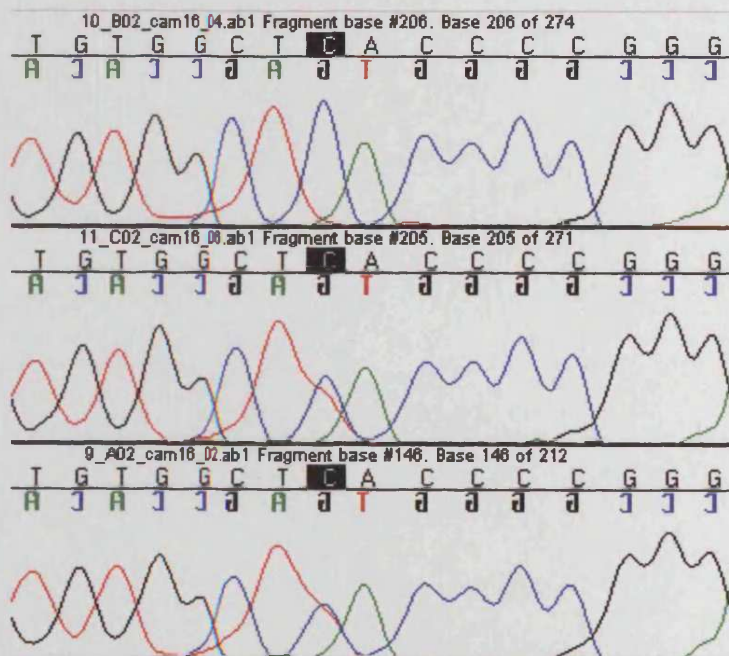 10_B02_cam16_04.ab1 Fragment base #206. Base 206 of 274
T G T G G C T C A C C C C G G G
A C A C C G A G T G G G G C C C
11_C02_cam16_06.ab1 Fragment base #205. Base 205 of 271
T G T G G C T C A C C C C G G G
A C A C C G A G T G G G G C C C
9_A02_cam16_02.ab1 Fragment base #146. Base 146 of 212
T G T G G C T C A C C C C G G G
A C A C C G A G T G G G G C C C